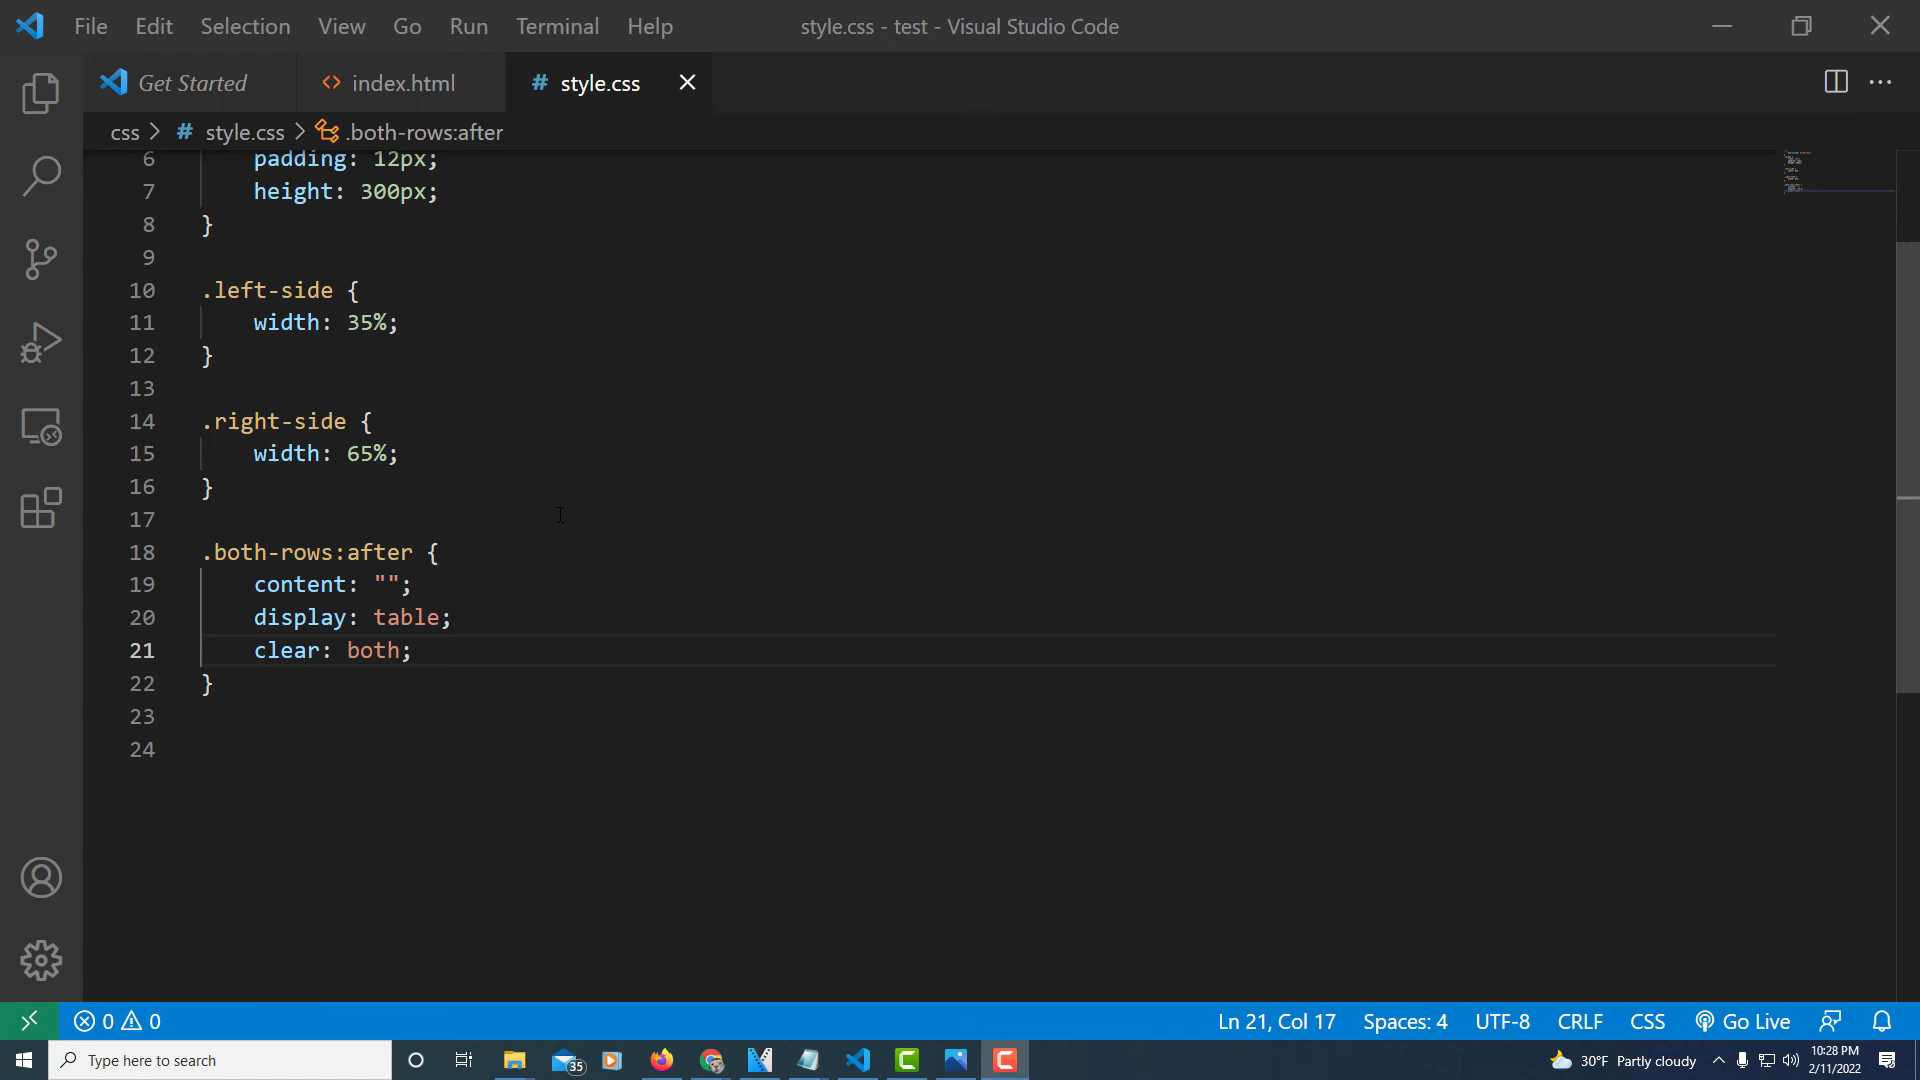 File Edit Selection View Go Run Terminal Help style.css - test - Visual Studio Code
Get Started index.html # style.css
css > # style.css > .both-rows:after
6 padding: 12px;
7 height: 300px;
8 }
9
10 .left-side {
11 width: 35%;
12 }
13
14 .right-side {
15 width: 65%;
16 }
17
18 .both-rows:after {
19 content: "";
20 display: table;
21 clear: both;
22 }
23
24
0 0 Ln 21, Col 17 Spaces: 4 UTF-8 CRLF CSS Go Live
Type here to search 35 30°F Partly cloudy 10:28 PM
2/11/2022